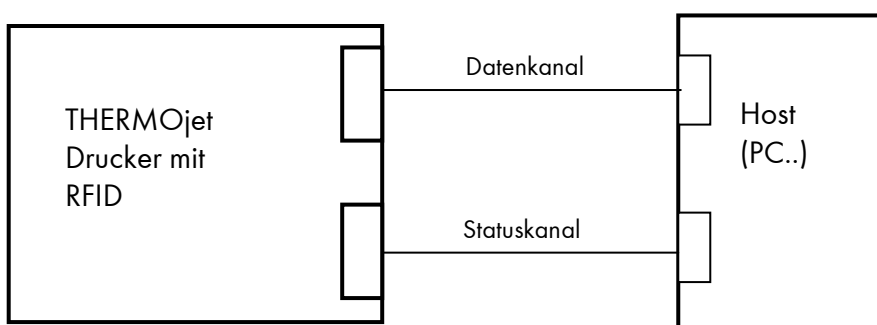 THERMOjet
Drucker mit
RFID
Datenkanal
Statuskanal
Host
(PC..)